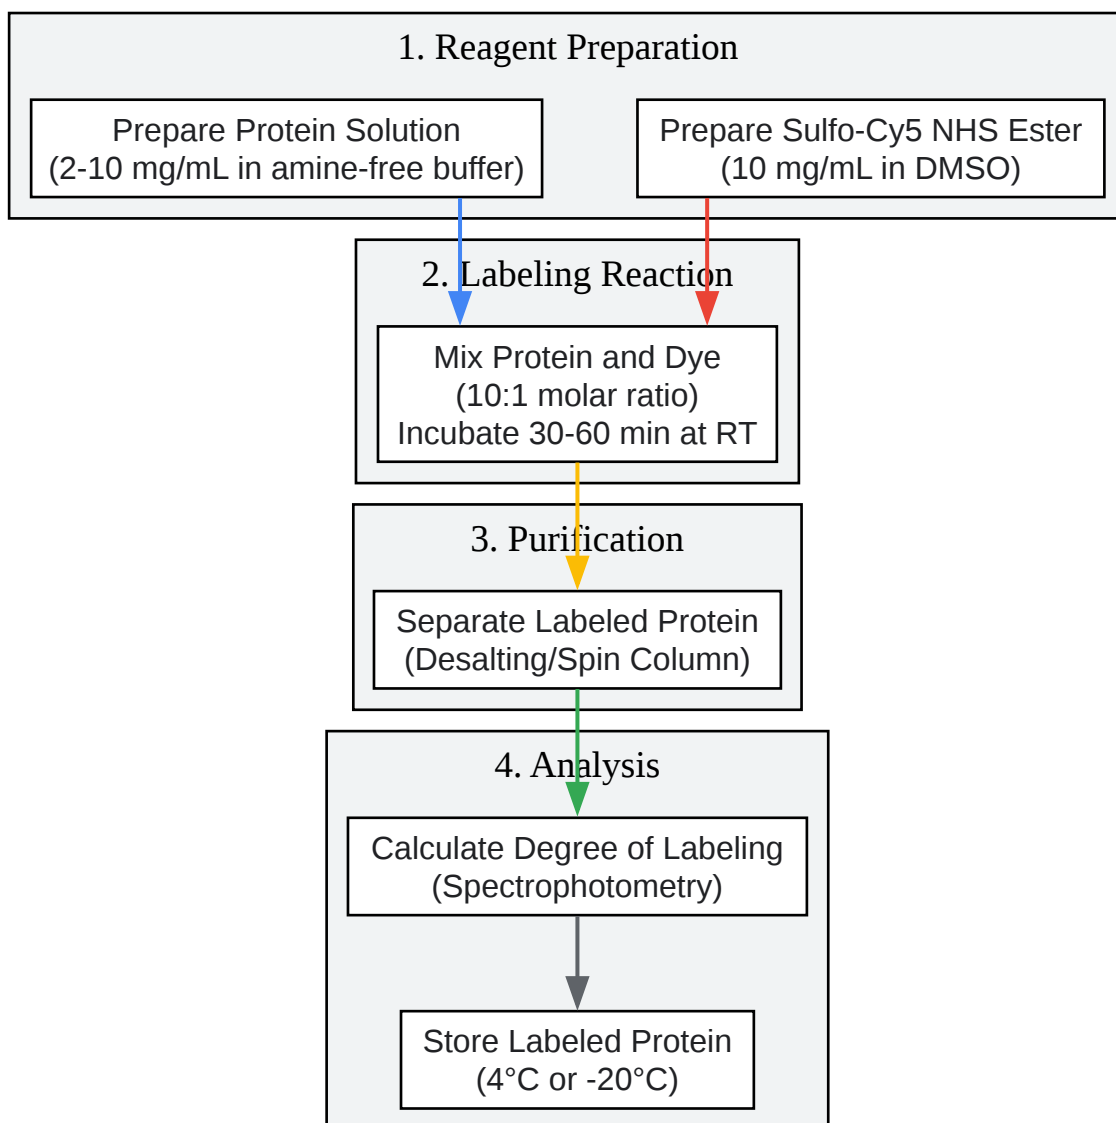 1. Reagent Preparation
Prepare Protein Solution
(2-10 mg/mL in amine-free buffer)
Prepare Sulfo-Cy5 NHS Ester
(10 mg/mL in DMSO)
2. Labeling Reaction
Mix Protein and Dye
(10:1 molar ratio)
Incubate 30-60 min at RT
3. Purification
Separate Labeled Protein
(Desalting/Spin Column)
4. Analysis
Calculate Degree of Labeling
(Spectrophotometry)
Store Labeled Protein
(4°C or -20°C)